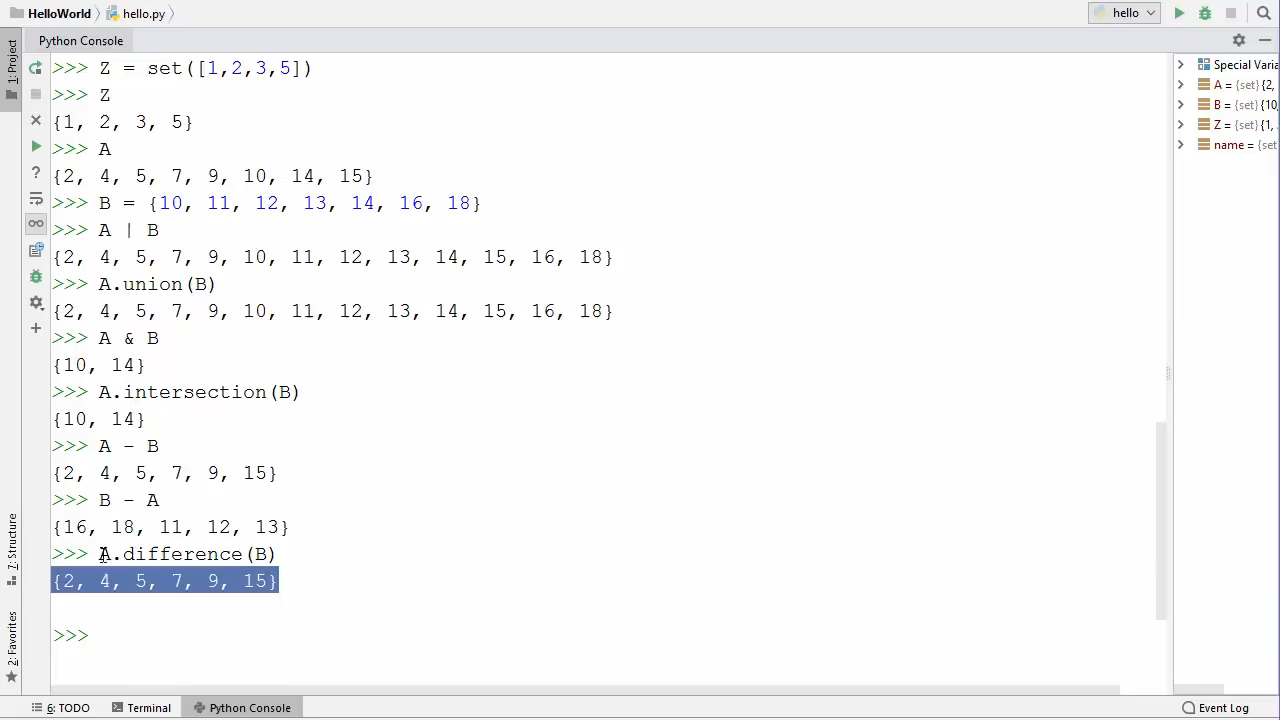 HelloWorld hello.py hello
Python Console
1: Project
>>> Z = set([1,2,3,5])
>>> Z
{1, 2, 3, 5}
>>> A
{2, 4, 5, 7, 9, 10, 14, 15}
>>> B = {10, 11, 12, 13, 14, 16, 18}
>>> A | B
{2, 4, 5, 7, 9, 10, 11, 12, 13, 14, 15, 16, 18}
>>> A.union(B)
{2, 4, 5, 7, 9, 10, 11, 12, 13, 14, 15, 16, 18}
>>> A & B
{10, 14}
>>> A.intersection(B)
{10, 14}
>>> A - B
{2, 4, 5, 7, 9, 15}
>>> B - A
{16, 18, 11, 12, 13}
>>> A.difference(B)
{2, 4, 5, 7, 9, 15}
>>>
Special Varia
A = {set} {2,
B = {set} {10,
Z = {set} {1,
name = {set
7: Structure
2: Favorites
6: TODO Terminal Python Console Event Log